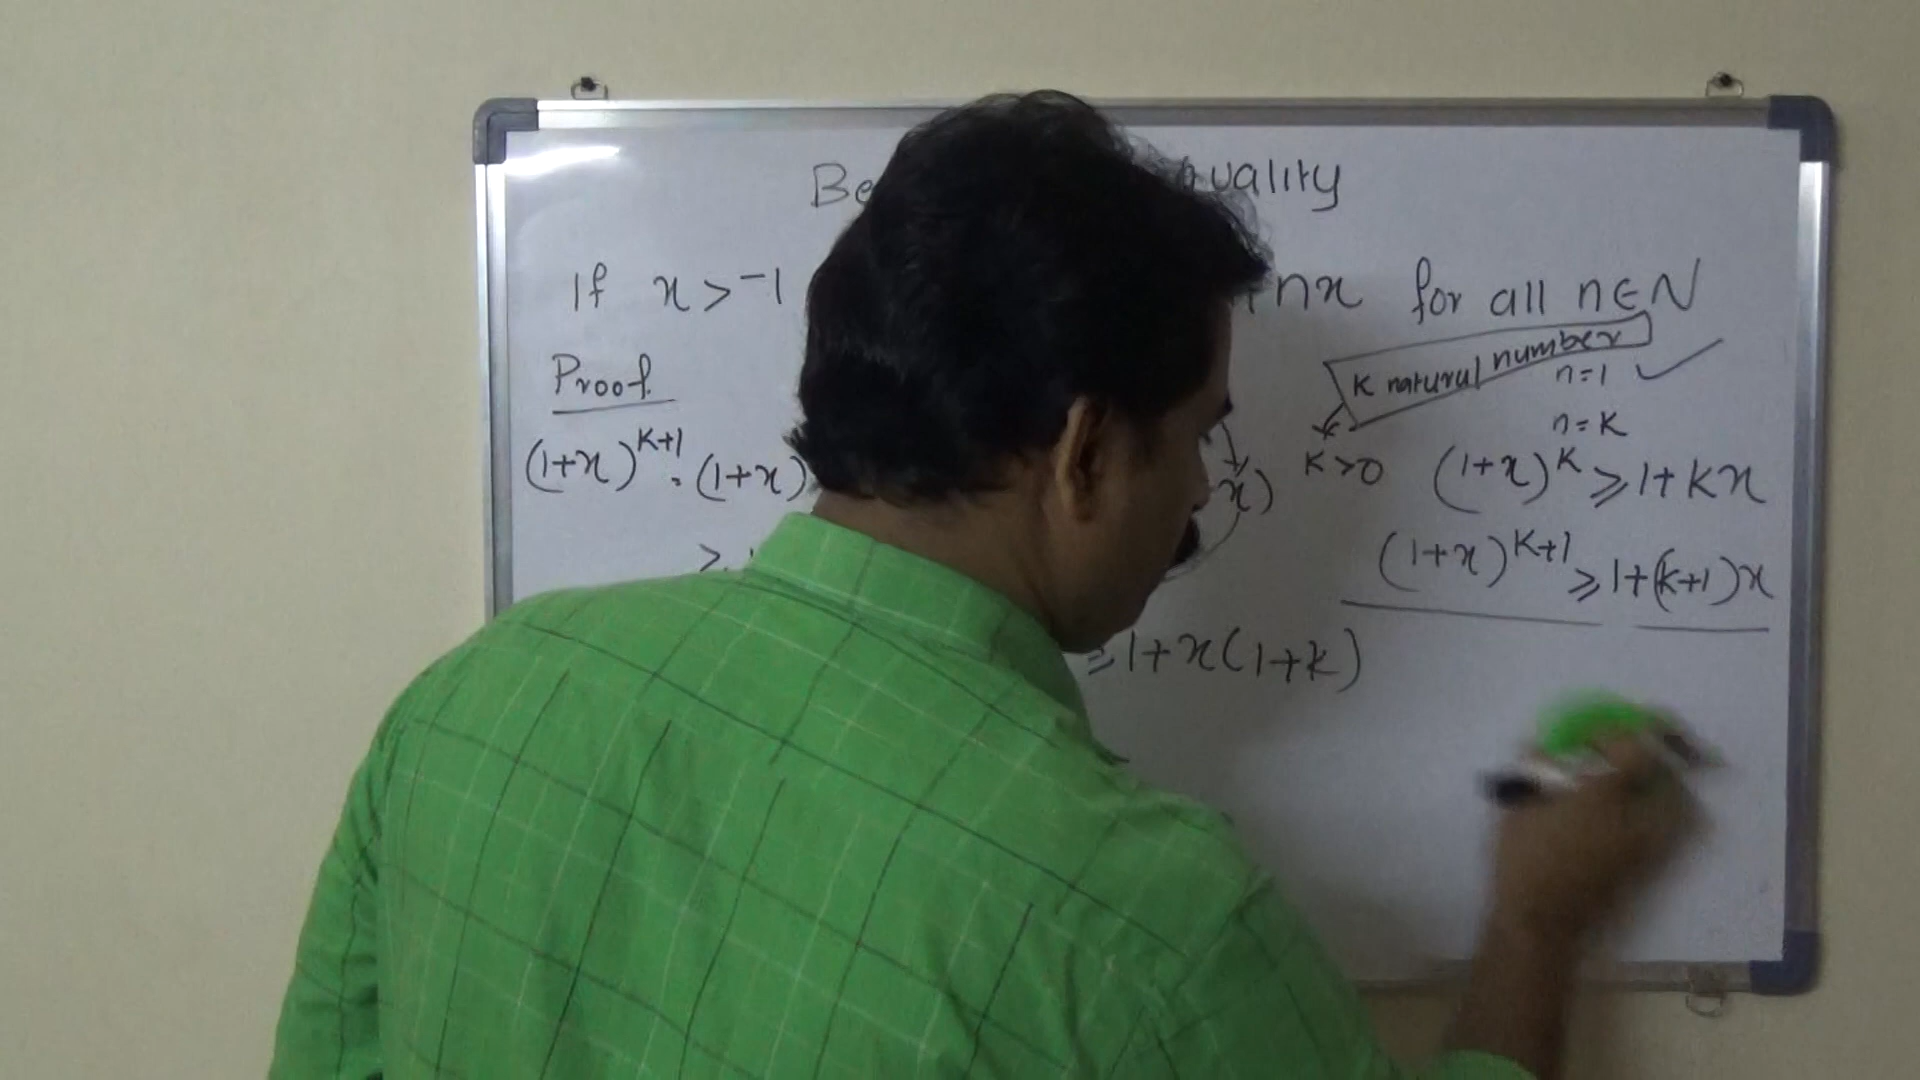 Be uality
If x > -1 +nx for all n∈N
Proof.
K natural number
n=1 ✓
n=K
(1+x)^{K+1} = (1+x) x) K>0 (1+x)^K ≥ 1+Kx
(1+x)^{K+1} ≥ 1+(K+1)x
≥
≥ 1+x(1+K)